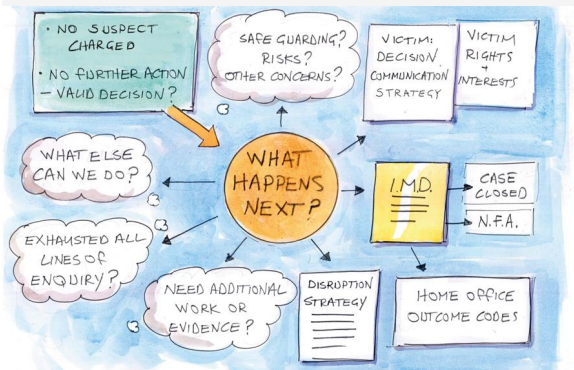 • NO SUSPECT
CHARGED
• NO FURTHER ACTION
– VALID DECISION?
SAFE GUARDING?
RISKS?
OTHER CONCERNS?
VICTIM:
DECISION
COMMUNICATION
STRATEGY
VICTIM
RIGHTS
+
INTERESTS
WHAT ELSE
CAN WE DO?
WHAT
HAPPENS
NEXT?
I.M.D.
CASE
CLOSED
N.F.A.
EXHAUSTED ALL
LINES OF
ENQUIRY?
NEED ADDITIONAL
WORK OR
EVIDENCE?
DISRUPTION
STRATEGY
HOME OFFICE
OUTCOME CODES